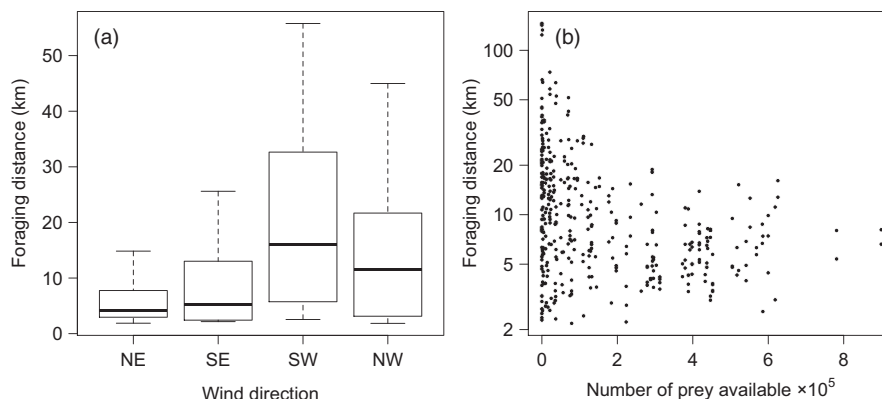 (a)
Foraging distance (km)
50
40
30
20
10
0
NE SE SW NW
Wind direction
(b)
Foraging distance (km)
100
50
20
10
5
2
0 2 4 6 8
Number of prey available ×10⁵